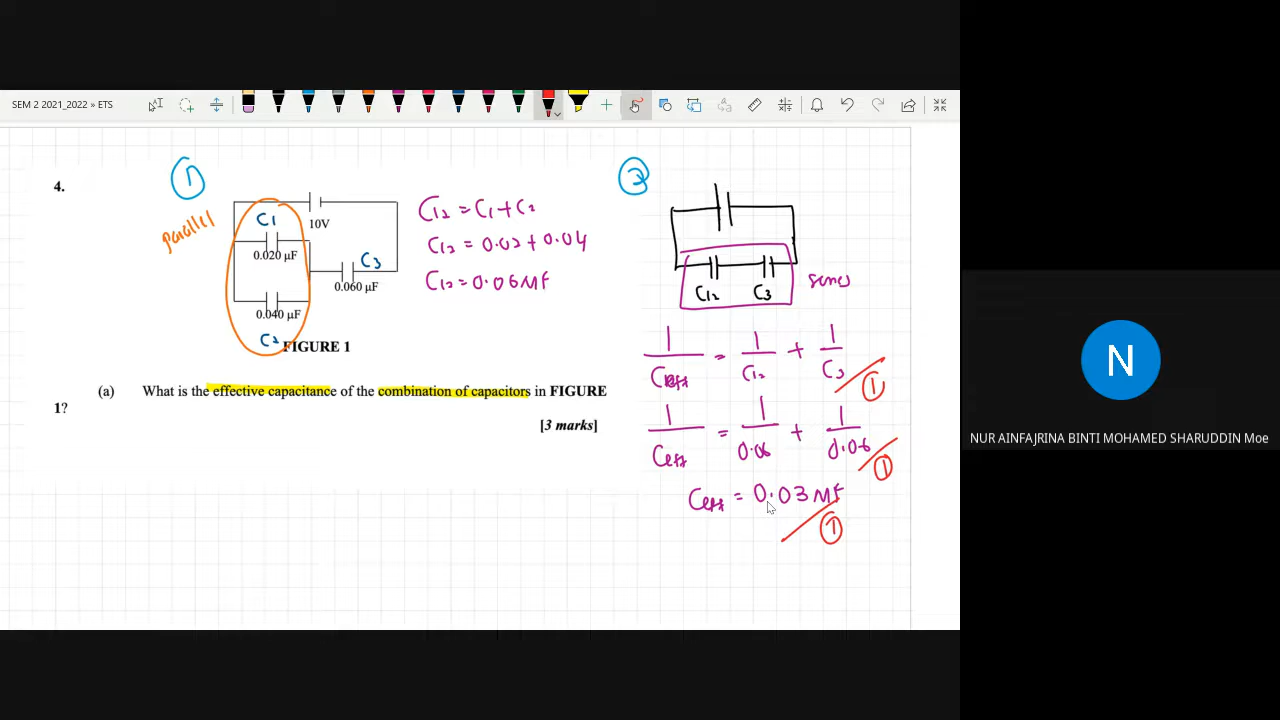 SEM 2 2021_2022 » ETS
4.
1
parallel
C1
10V
0.020 μF
C3
0.060 μF
0.040 μF
C2
FIGURE 1
C12 = C1 + C2
C12 = 0.02 + 0.04
C12 = 0.06 MF
2
C12 C3
series
1/Ceff = 1/C12 + 1/C3
1
1/Ceff = 1/0.06 + 1/0.06
1
Ceff = 0.03 MF
1
(a) What is the effective capacitance of the combination of capacitors in FIGURE
1?
[3 marks]
N
NUR AINFAJRINA BINTI MOHAMED SHARUDDIN Moe